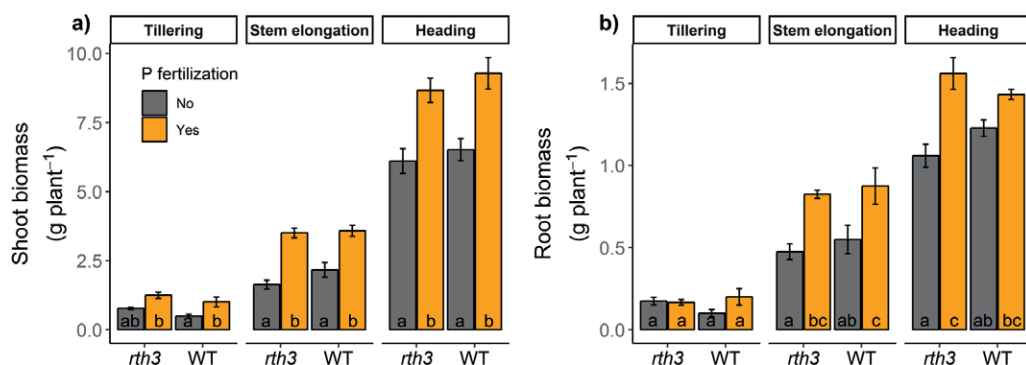 a)
Tillering Stem elongation Heading
Shoot biomass
(g plant⁻¹)
10.0
7.5
5.0
2.5
0.0
P fertilization
No
Yes
ab b a b a b a b a b a b
rth3 WT rth3 WT rth3 WT
b)
Tillering Stem elongation Heading
Root biomass
(g plant⁻¹)
1.5
1.0
0.5
0.0
a a a a a bc ab c a c ab bc
rth3 WT rth3 WT rth3 WT